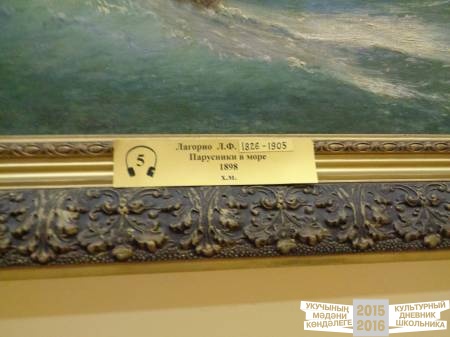 5
Лагорио Л.Ф. 1826-1905
Парусники в море
1898
х.м.
УКУЧЫНЫҢ
МӘДӘНИ
КӨНДӘЛЕГЕ
2015
2016
КУЛЬТУРНЫЙ
ДНЕВНИК
ШКОЛЬНИКА